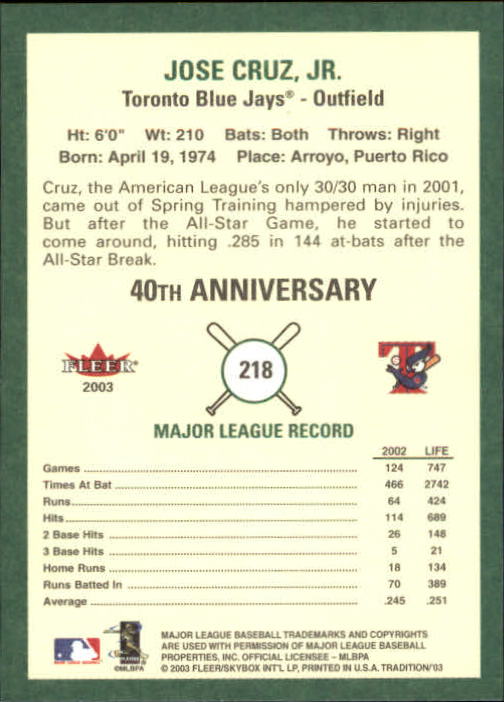 JOSE CRUZ, JR.
Toronto Blue Jays® - Outfield
Ht: 6'0" Wt: 210 Bats: Both Throws: Right
Born: April 19, 1974 Place: Arroyo, Puerto Rico
Cruz, the American League's only 30/30 man in 2001,
came out of Spring Training hampered by injuries.
But after the All-Star Game, he started to
come around, hitting .285 in 144 at-bats after the
All-Star Break.
40TH ANNIVERSARY
FLEER®
2003
218
T
MAJOR LEAGUE RECORD
2002 LIFE
Games 124 747
Times At Bat 466 2742
Runs 64 424
Hits 114 689
2 Base Hits 26 148
3 Base Hits 5 21
Home Runs 18 134
Runs Batted In 70 389
Average .245 .251
MAJOR LEAGUE BASEBALL TRADEMARKS AND COPYRIGHTS
ARE USED WITH PERMISSION OF MAJOR LEAGUE BASEBALL
PROPERTIES, INC. OFFICIAL LICENSEE - MLBPA
© 2003 FLEER/SKYBOX INT'L LP, PRINTED IN U.S.A. TRADITION/'03
©MLBPA